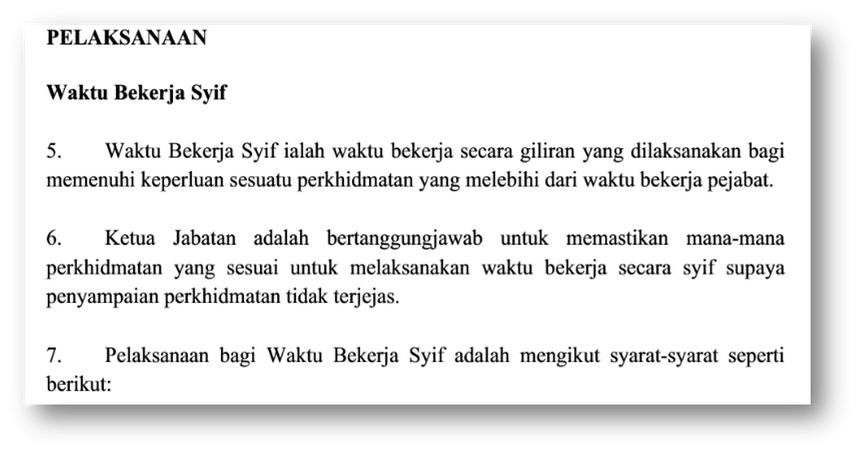 PELAKSANAAN
Waktu Bekerja Syif
5. Waktu Bekerja Syif ialah waktu bekerja secara giliran yang dilaksanakan bagi
memenuhi keperluan sesuatu perkhidmatan yang melebihi dari waktu bekerja pejabat.
6. Ketua Jabatan adalah bertanggungjawab untuk memastikan mana-mana
perkhidmatan yang sesuai untuk melaksanakan waktu bekerja secara syif supaya
penyampaian perkhidmatan tidak terjejas.
7. Pelaksanaan bagi Waktu Bekerja Syif adalah mengikut syarat-syarat seperti
berikut: